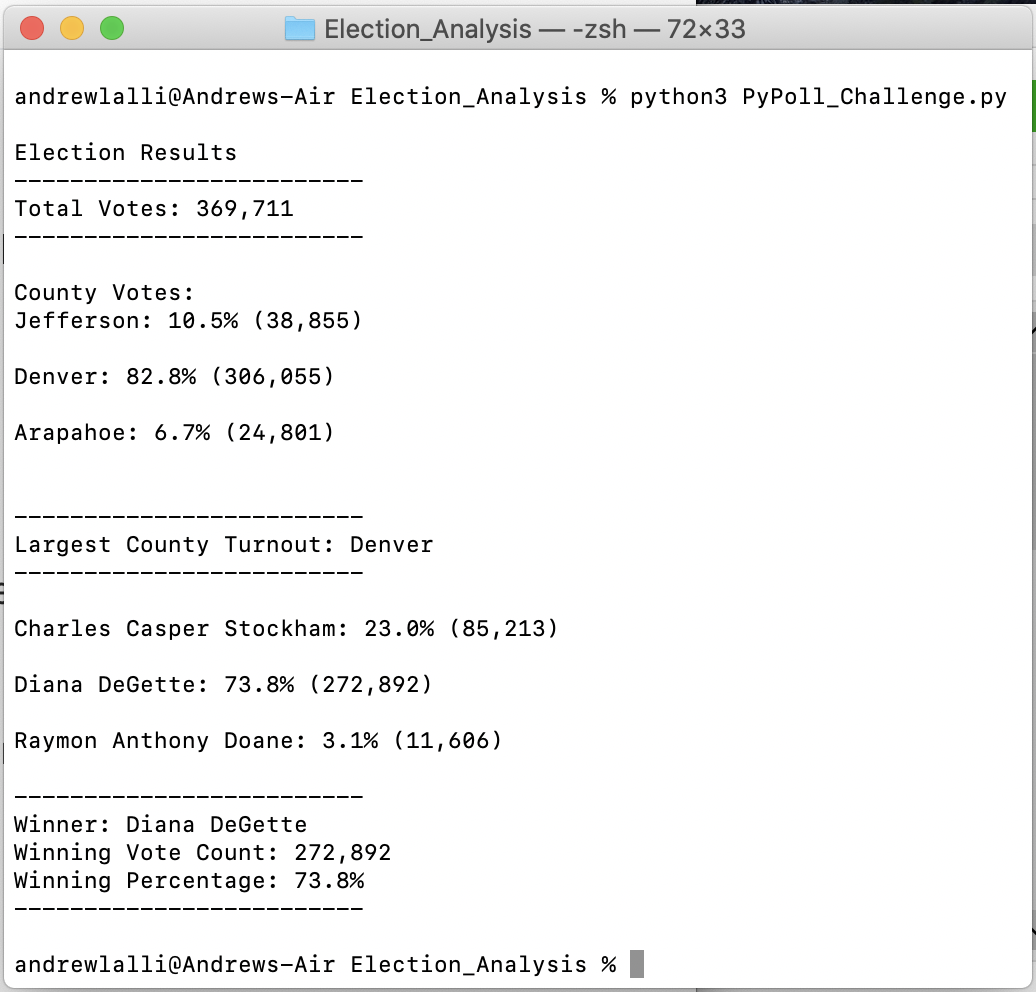 Election_Analysis — -zsh — 72×33
andrewlalli@Andrews-Air Election_Analysis % python3 PyPoll_Challenge.py
Election Results
-------------------------
Total Votes: 369,711
-------------------------
County Votes:
Jefferson: 10.5% (38,855)
Denver: 82.8% (306,055)
Arapahoe: 6.7% (24,801)
-------------------------
Largest County Turnout: Denver
-------------------------
Charles Casper Stockham: 23.0% (85,213)
Diana DeGette: 73.8% (272,892)
Raymon Anthony Doane: 3.1% (11,606)
-------------------------
Winner: Diana DeGette
Winning Vote Count: 272,892
Winning Percentage: 73.8%
-------------------------
andrewlalli@Andrews-Air Election_Analysis %